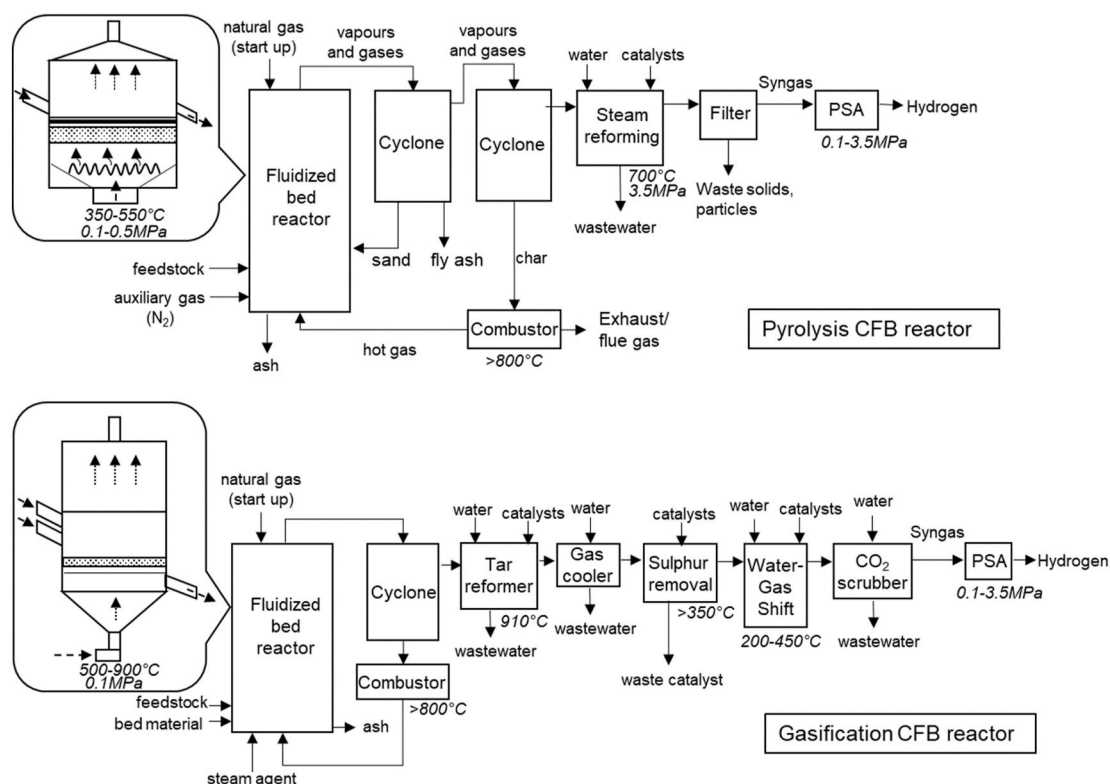 natural gas
(start up)
vapours
and gases
vapours
and gases
water
catalysts
Syngas
Fluidized
bed
reactor
Cyclone
Cyclone
Steam
reforming
Filter
PSA
Hydrogen
0.1-3.5MPa
700°C
3.5MPa
wastewater
Waste solids,
particles
350-550°C
0.1-0.5MPa
feedstock
auxiliary gas
(N₂)
sand
fly ash
char
ash
hot gas
Combustor
>800°C
Exhaust/
flue gas
Pyrolysis CFB reactor
natural gas
(start up)
Fluidized
bed
reactor
Cyclone
Combustor
>800°C
water
catalysts
Tar
reformer
910°C
wastewater
water
Gas
cooler
wastewater
catalysts
Sulphur
removal
>350°C
waste catalyst
water
catalysts
Water-
Gas
Shift
200-450°C
water
CO₂
scrubber
wastewater
Syngas
PSA
0.1-3.5MPa
Hydrogen
500-900°C
0.1MPa
feedstock
bed material
ash
steam agent
Gasification CFB reactor